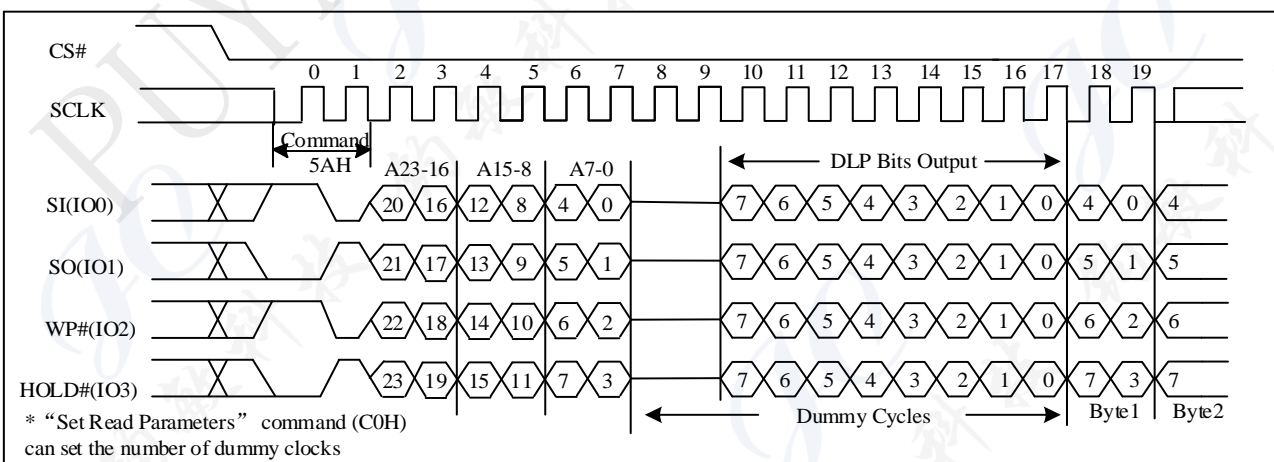 CS#
0 1 2 3 4 5 6 7 8 9 10 11 12 13 14 15 16 17 18 19
SCLK
Command
5AH
A23-16 A15-8 A7-0 DLP Bits Output
SI(IO0) 20 16 12 8 4 0 7 6 5 4 3 2 1 0 4 0 4
SO(IO1) 21 17 13 9 5 1 7 6 5 4 3 2 1 0 5 1 5
WP#(IO2) 22 18 14 10 6 2 7 6 5 4 3 2 1 0 6 2 6
HOLD#(IO3) 23 19 15 11 7 3 7 6 5 4 3 2 1 0 7 3 7
Dummy Cycles Byte1 Byte2
* “Set Read Parameters” command (C0H)
can set the number of dummy clocks